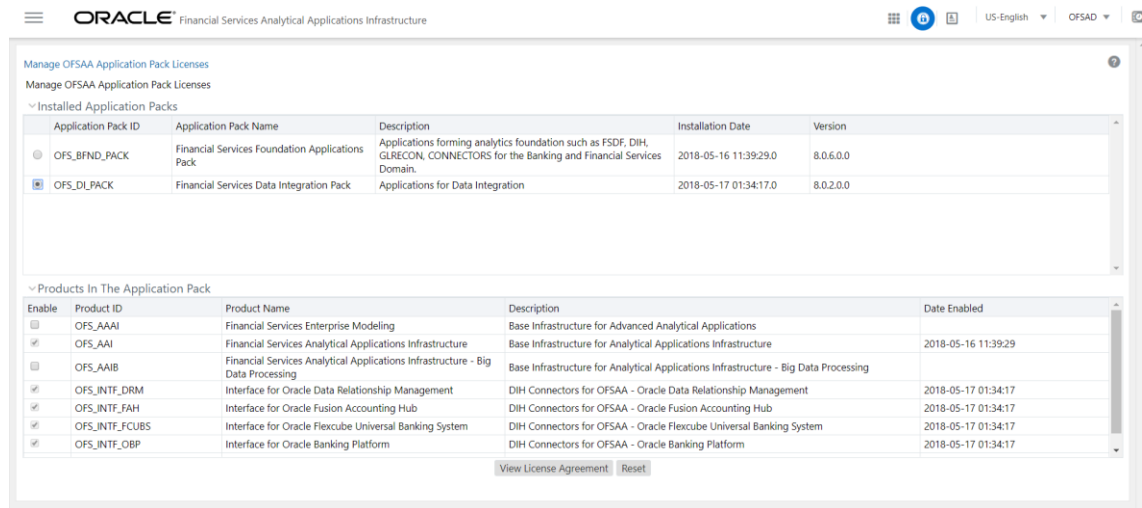 ORACLE® Financial Services Analytical Applications Infrastructure
US-English OFSAD
Manage OFSAA Application Pack Licenses
Manage OFSAA Application Pack Licenses
Installed Application Packs
Application Pack ID Application Pack Name Description Installation Date Version
OFS_BFND_PACK Financial Services Foundation Applications Pack Applications forming analytics foundation such as FSDF, DIH, GLRECON, CONNECTORS for the Banking and Financial Services Domain. 2018-05-16 11:39:29.0 8.0.6.0.0
OFS_DI_PACK Financial Services Data Integration Pack Applications for Data Integration 2018-05-17 01:34:17.0 8.0.2.0.0
Products In The Application Pack
Enable Product ID Product Name Description Date Enabled
OFS_AAAI Financial Services Enterprise Modeling Base Infrastructure for Advanced Analytical Applications
OFS_AAI Financial Services Analytical Applications Infrastructure Base Infrastructure for Analytical Applications Infrastructure 2018-05-16 11:39:29
OFS_AAIB Financial Services Analytical Applications Infrastructure - Big Data Processing Base Infrastructure for Analytical Applications Infrastructure - Big Data Processing
OFS_INTF_DRM Interface for Oracle Data Relationship Management DIH Connectors for OFSAA - Oracle Data Relationship Management 2018-05-17 01:34:17
OFS_INTF_FAH Interface for Oracle Fusion Accounting Hub DIH Connectors for OFSAA - Oracle Fusion Accounting Hub 2018-05-17 01:34:17
OFS_INTF_FCUBS Interface for Oracle Flexcube Universal Banking System DIH Connectors for OFSAA - Oracle Flexcube Universal Banking System 2018-05-17 01:34:17
OFS_INTF_OBP Interface for Oracle Banking Platform DIH Connectors for OFSAA - Oracle Banking Platform 2018-05-17 01:34:17
View License Agreement Reset